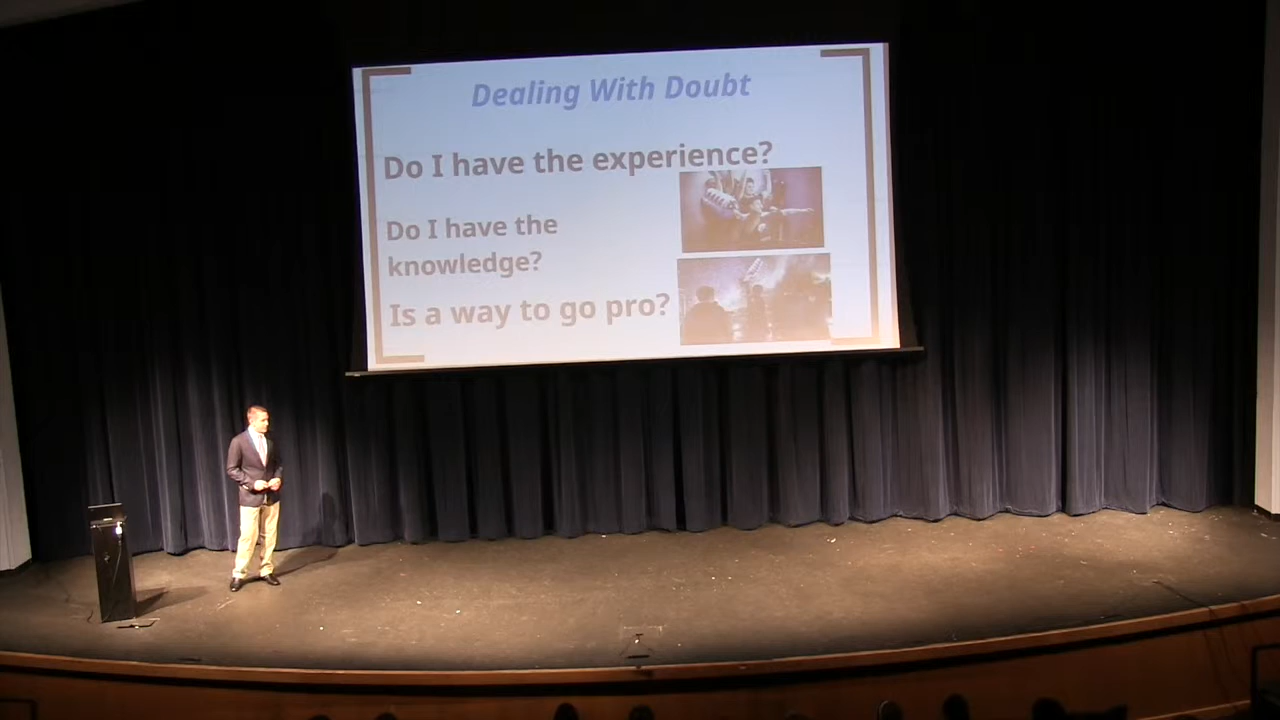 Dealing With Doubt
Do I have the experience?
Do I have the
knowledge?
Is a way to go pro?